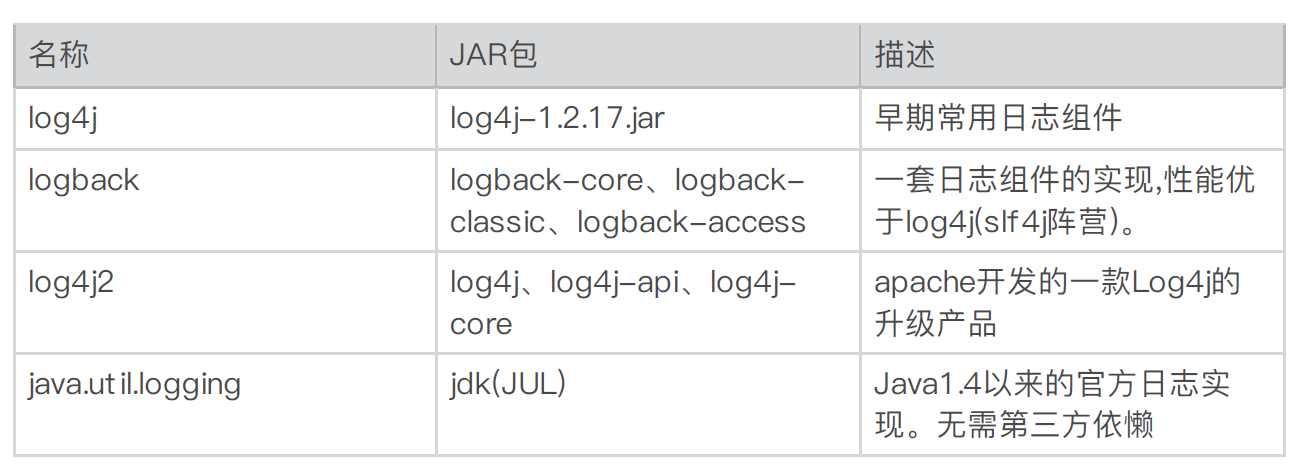 名称 JAR包 描述
log4j log4j-1.2.17.jar 早期常用日志组件
logback logback-core、logback- 一套日志组件的实现,性能优
classic、logback-access 于log4j(slf4j阵营)。
log4j2 log4j、log4j-api、log4j- apache开发的一款Log4j的
core 升级产品
java.util.logging jdk(JUL) Java1.4以来的官方日志实
现。无需第三方依懒